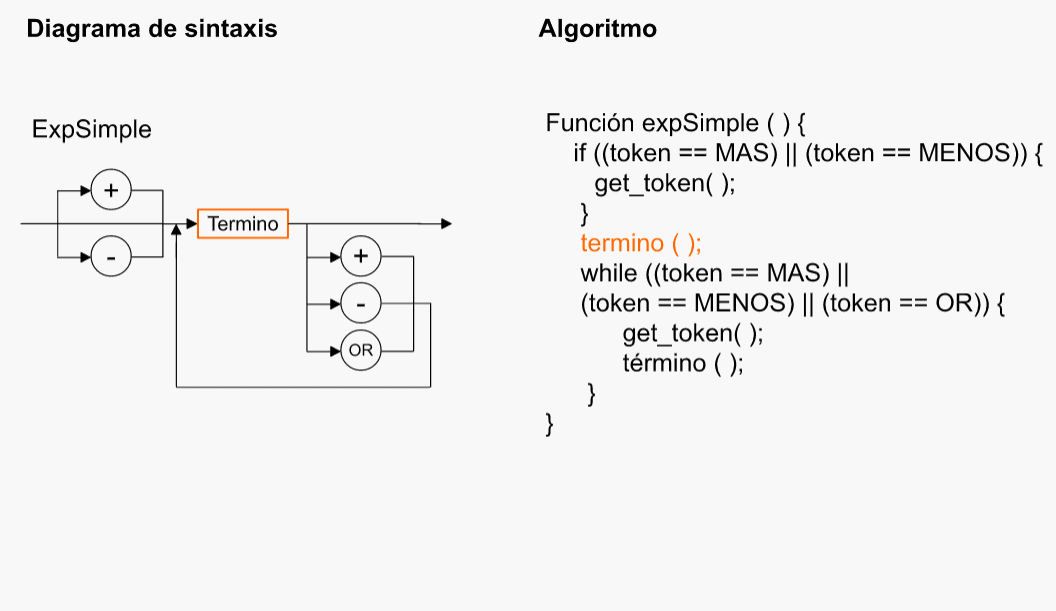 Diagrama de sintaxis
ExpSimple
+
-
Termino
+
-
OR
Algoritmo
Función expSimple ( ) {
if ((token == MAS) || (token == MENOS)) {
get_token( );
}
termino ( );
while ((token == MAS) ||
(token == MENOS) || (token == OR)) {
get_token( );
término ( );
}
}